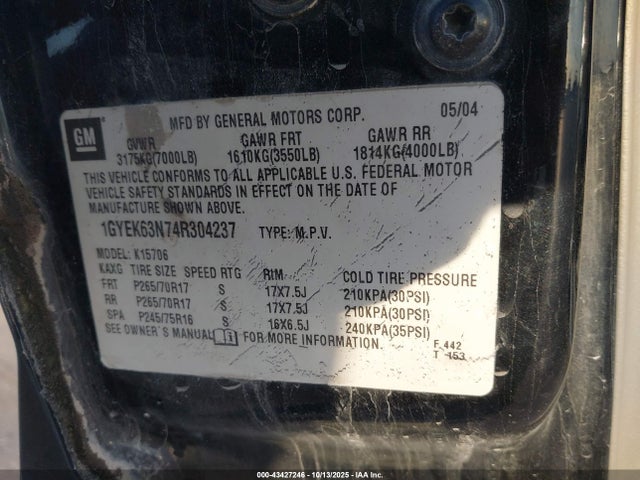 GM
MFD BY GENERAL MOTORS CORP. 05/04
GVWR GAWR FRT GAWR RR
3175KG(7000LB) 1610KG(3550LB) 1814KG(4000LB)
THIS VEHICLE CONFORMS TO ALL APPLICABLE U.S. FEDERAL MOTOR
VEHICLE SAFETY STANDARDS IN EFFECT ON THE DATE OF
MANUFACTURE SHOWN ABOVE.
1GYEK63N74R304237 TYPE: M.P.V.
MODEL: K15706
KAXG TIRE SIZE SPEED RTG RIM COLD TIRE PRESSURE
FRT P265/70R17 S 17X7.5J 210KPA(30PSI)
RR P265/70R17 S 17X7.5J 210KPA(30PSI)
SPA P245/75R16 S 16X6.5J 240KPA(35PSI)
SEE OWNER'S MANUAL i FOR MORE INFORMATION.
F 442
T 153
000-43427246 - 10/13/2025 - IAA Inc.